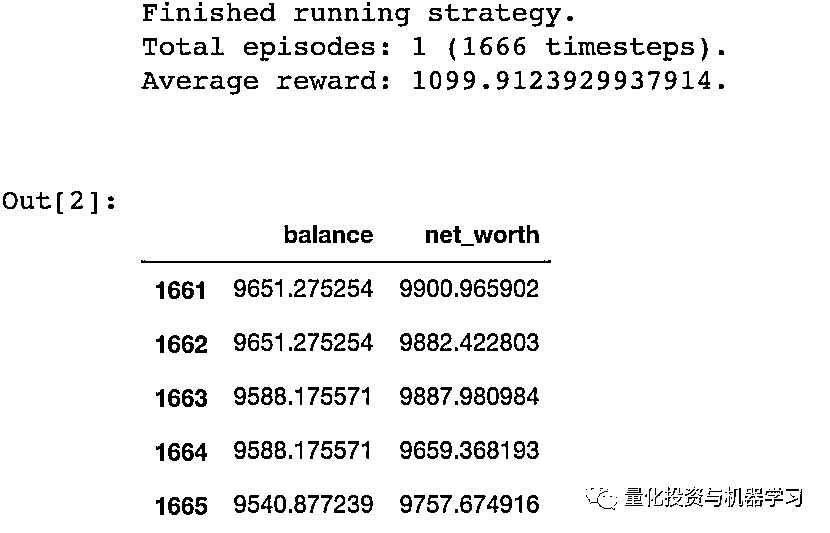 Finished running strategy.
Total episodes: 1 (1666 timesteps).
Average reward: 1099.9123929937914.
Out[2]:
balance net_worth
1661 9651.275254 9900.965902
1662 9651.275254 9882.422803
1663 9588.175571 9887.980984
1664 9588.175571 9659.368193
1665 9540.877239 9757.674916
量化投资与机器学习